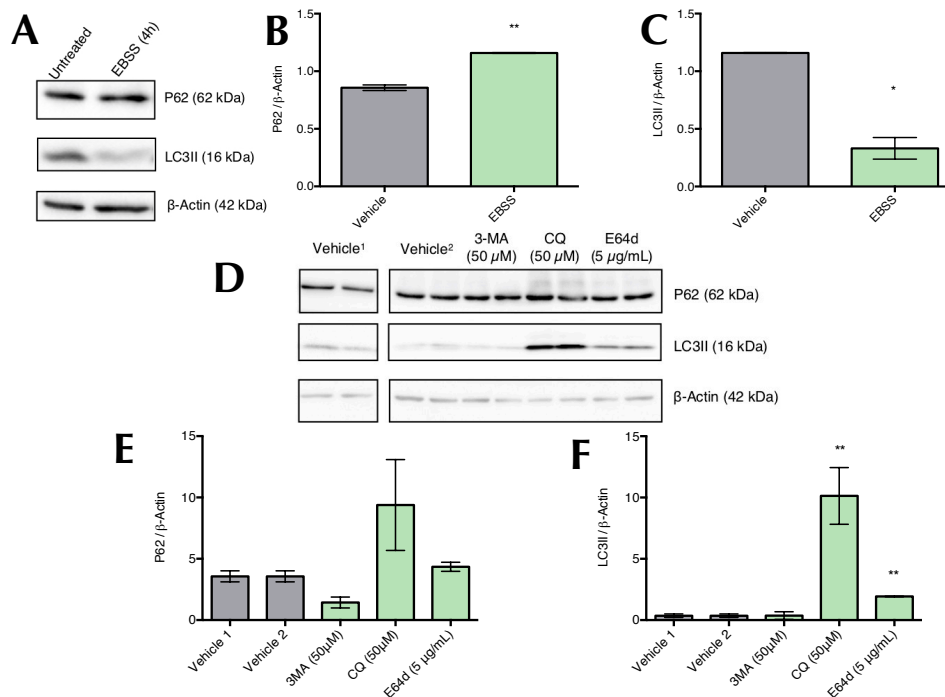 A
Untreated
EBSS (4h)
P62 (62 kDa)
LC3II (16 kDa)
β-Actin (42 kDa)
B
P62 / β-Actin
1.5
1.0
0.5
0.0
**
Vehicle
EBSS
C
LC3II / β-Actin
1.5
1.0
0.5
0.0
*
Vehicle
EBSS
D
Vehicle¹
Vehicle²
3-MA
(50 µM)
CQ
(50 µM)
E64d
(5 µg/mL)
P62 (62 kDa)
LC3II (16 kDa)
β-Actin (42 kDa)
E
P62 / β-Actin
15
10
5
0
Vehicle 1
Vehicle 2
3MA (50µM)
CQ (50µM)
E64d (5 µg/mL)
F
LC3II / β-Actin
15
10
5
0
**
**
Vehicle 1
Vehicle 2
3MA (50µM)
CQ (50µM)
E64d (5 µg/mL)